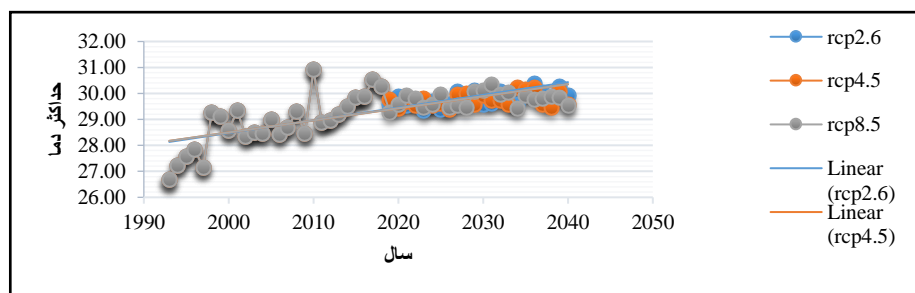 32.00
31.00
30.00
29.00
28.00
27.00
26.00
حداکثر دما
1990 2000 2010 2020 2030 2040 2050
سال
rcp2.6
rcp4.5
rcp8.5
Linear
(rcp2.6)
Linear
(rcp4.5)